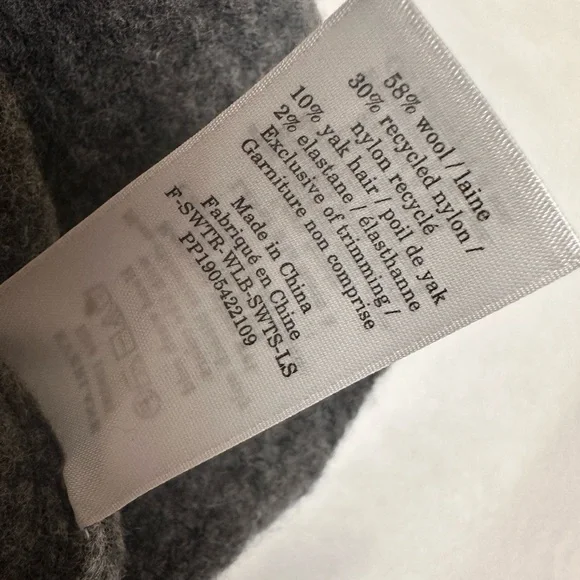 58% wool / laine
30% recycled nylon /
nylon recyclé
10% yak hair / poil de yak
2% elastane / élasthanne
Exclusive of trimming /
Garniture non comprise
Made in China
Fabriqué en Chine
F-SWTR-WLB-SWTS-LS
PP1905422109